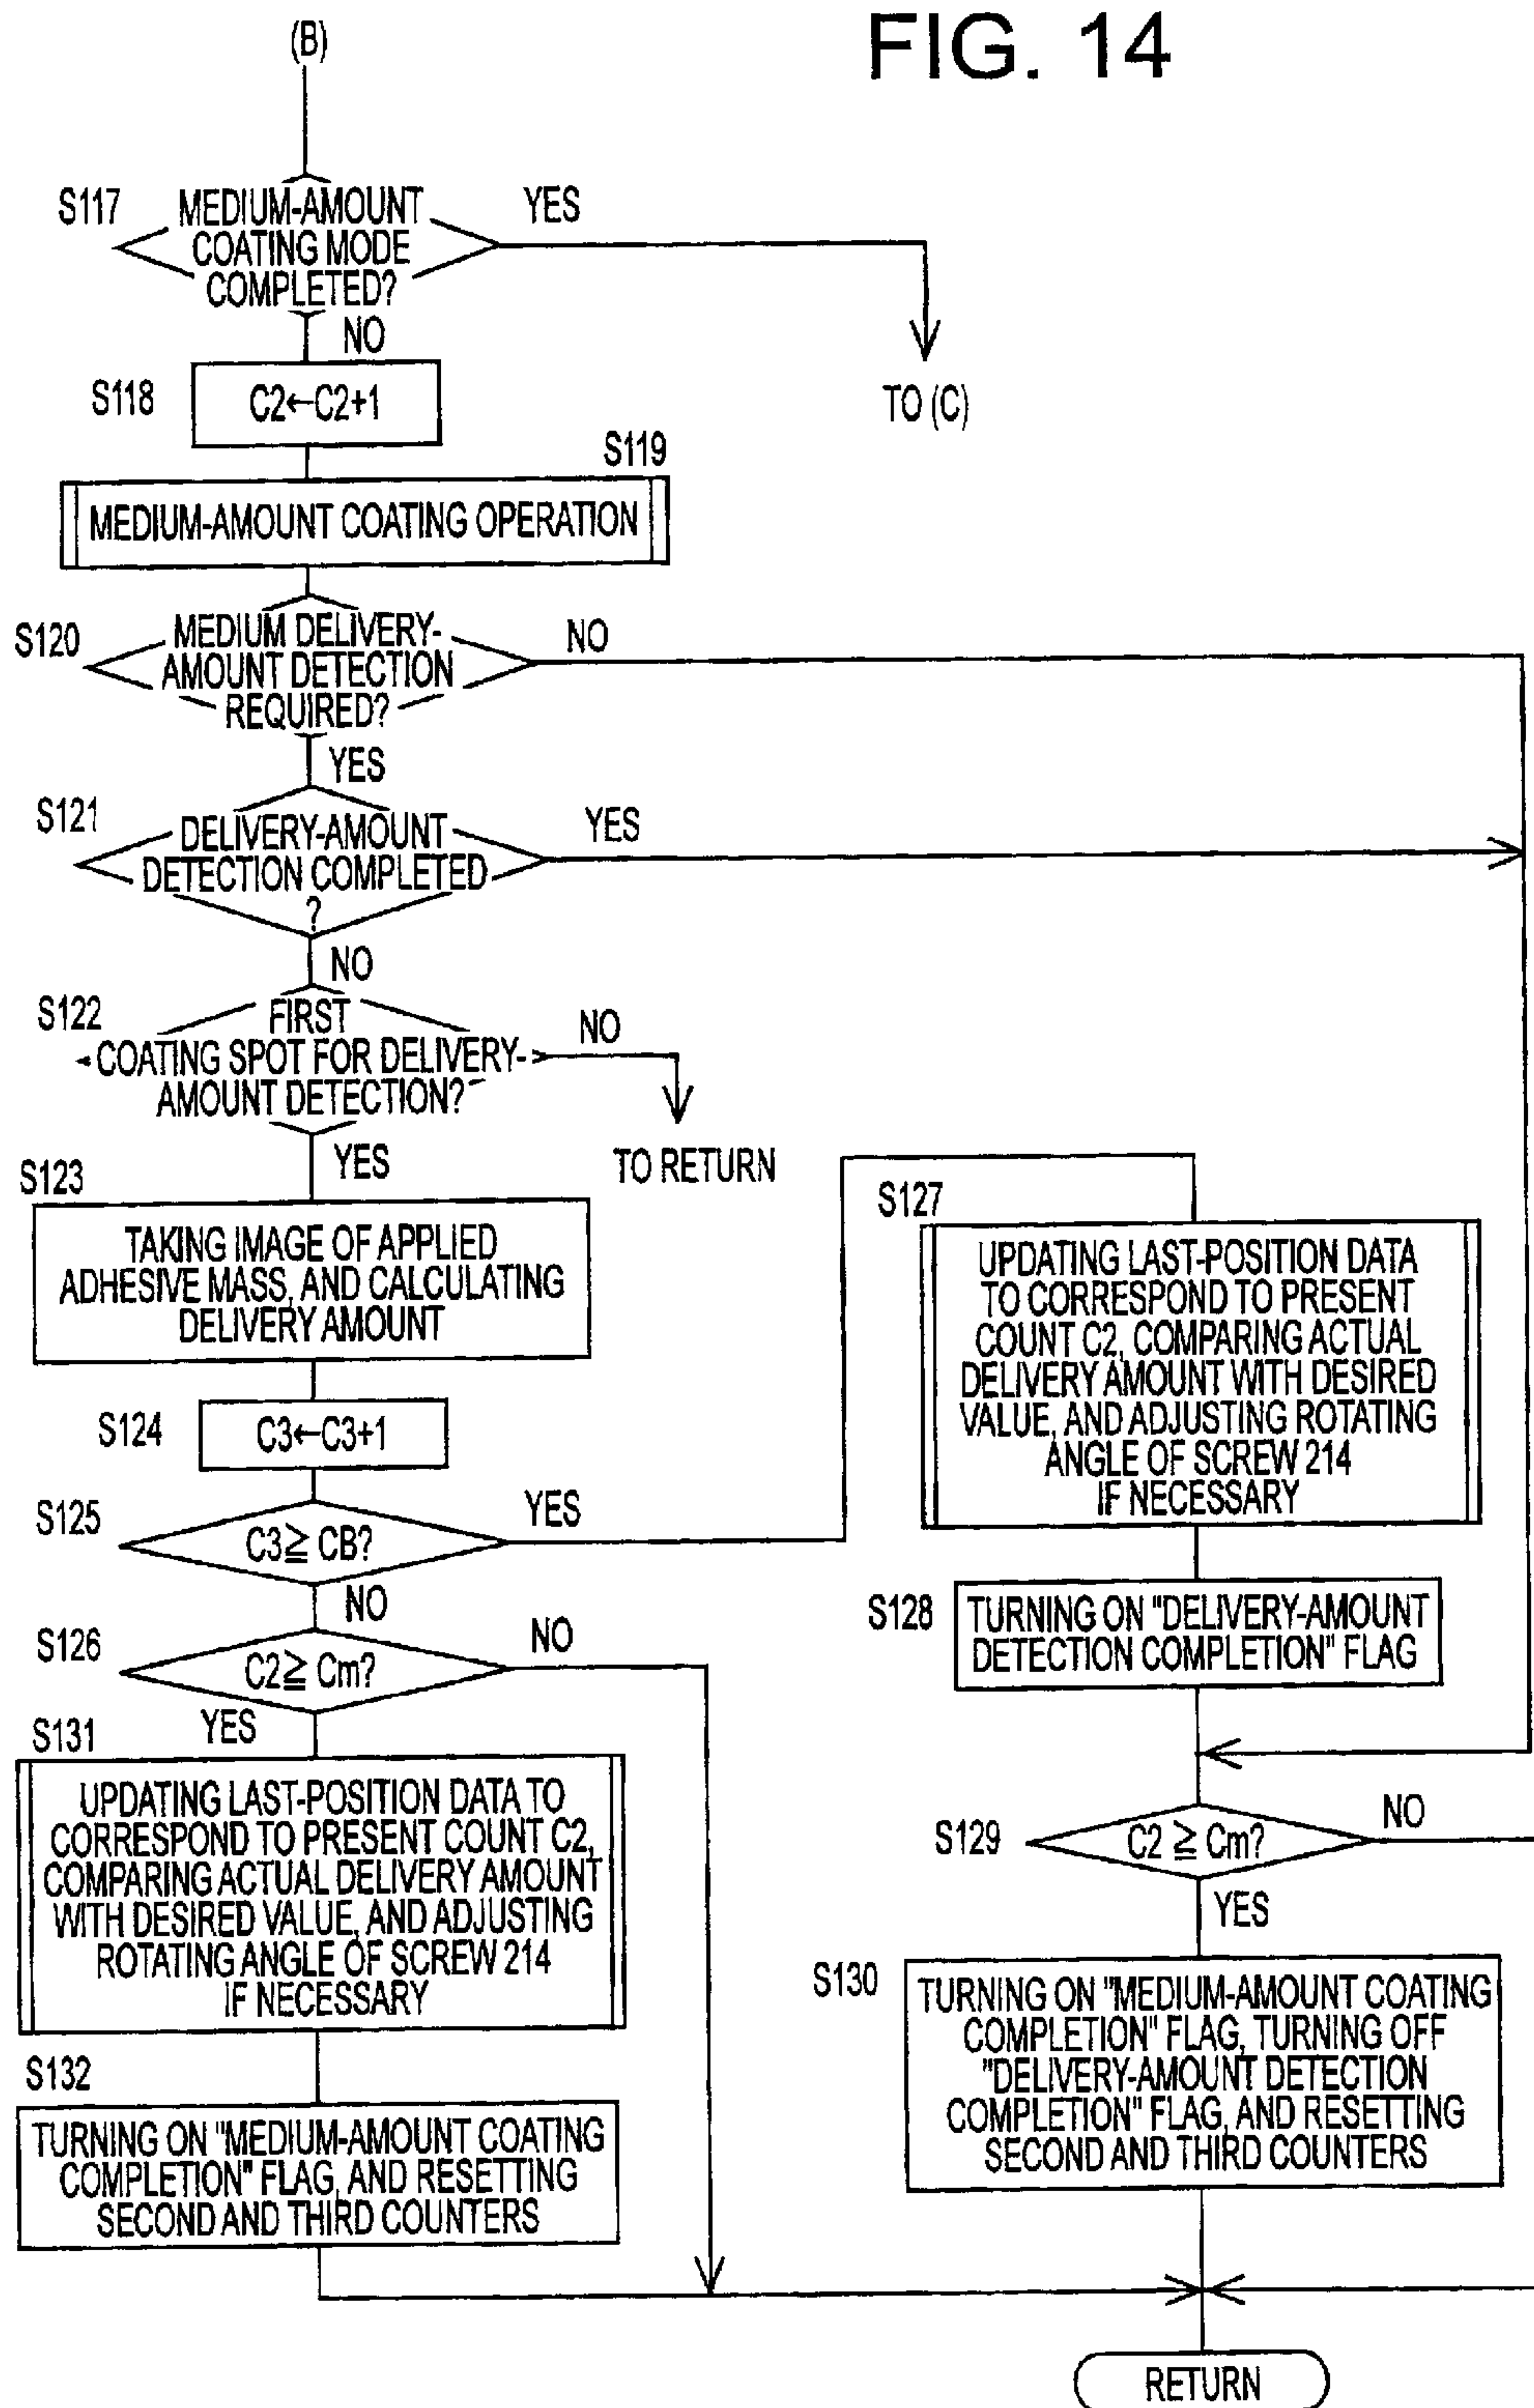 FIG. 14
(B)
S117
MEDIUM-AMOUNT
COATING MODE
COMPLETED?
YES
NO
TO (C)
S118
C2←C2+1
S119
MEDIUM-AMOUNT COATING OPERATION
S120
MEDIUM DELIVERY-
AMOUNT DETECTION
REQUIRED?
NO
YES
S121
DELIVERY-AMOUNT
DETECTION COMPLETED
?
YES
NO
S122
FIRST
COATING SPOT FOR DELIVERY-
AMOUNT DETECTION?
NO
TO RETURN
YES
S123
TAKING IMAGE OF APPLIED
ADHESIVE MASS, AND CALCULATING
DELIVERY AMOUNT
S124
C3←C3+1
S125
C3≧CB?
YES
NO
S126
C2≧Cm?
NO
YES
S131
UPDATING LAST-POSITION DATA TO
CORRESPOND TO PRESENT COUNT C2,
COMPARING ACTUAL DELIVERY AMOUNT
WITH DESIRED VALUE, AND ADJUSTING
ROTATING ANGLE OF SCREW 214
IF NECESSARY
S132
TURNING ON "MEDIUM-AMOUNT COATING
COMPLETION" FLAG, AND RESETTING
SECOND AND THIRD COUNTERS
S127
UPDATING LAST-POSITION DATA
TO CORRESPOND TO PRESENT
COUNT C2, COMPARING ACTUAL
DELIVERY AMOUNT WITH DESIRED
VALUE, AND ADJUSTING ROTATING
ANGLE OF SCREW 214
IF NECESSARY
S128
TURNING ON "DELIVERY-AMOUNT
DETECTION COMPLETION" FLAG
S129
C2 ≧ Cm?
NO
YES
S130
TURNING ON "MEDIUM-AMOUNT COATING
COMPLETION" FLAG, TURNING OFF
"DELIVERY-AMOUNT DETECTION
COMPLETION" FLAG, AND RESETTING
SECOND AND THIRD COUNTERS
RETURN